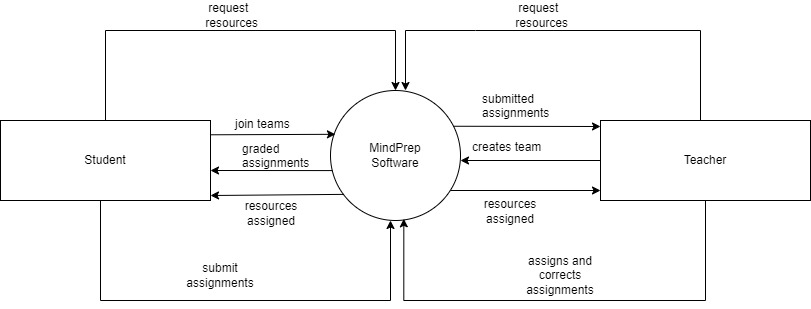 request
resources
request
resources
submitted
assignments
join teams
creates team
graded
assignments
Student
MindPrep
Software
Teacher
resources
assigned
resources
assigned
submit
assignments
assigns and
corrects
assignments